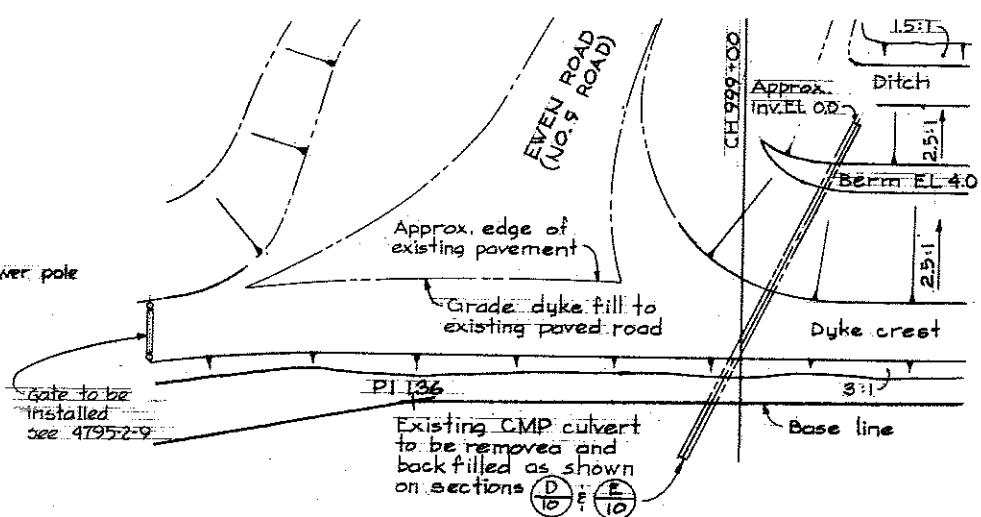 1.5:1
Ditch
EWEN ROAD
(NO. 9 ROAD)
CH 999+00
Approx.
Inv. EL 0.0
2.5:1
Berm EL 4.0
Approx. edge of
existing pavement
wer pole
2.5:1
Grade dyke fill to
existing paved road
Dyke crest
Gate to be
installed
see 4795-2-9
PI 136
3:1
Existing CMP culvert
to be removed and
backfilled as shown
on sections D/10 & E/10
Base line